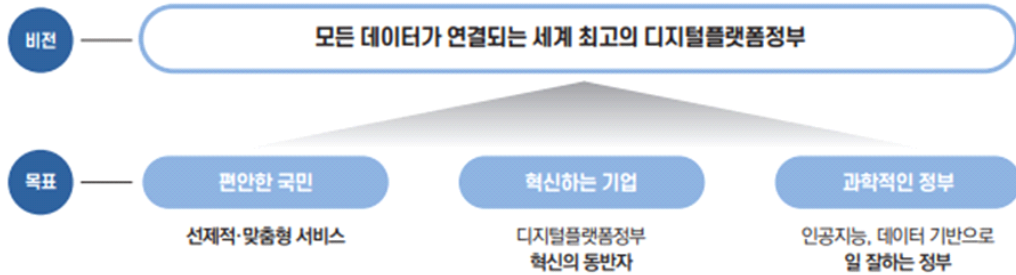 비전
모든 데이터가 연결되는 세계 최고의 디지털플랫폼정부
목표
편안한 국민
혁신하는 기업
과학적인 정부
선제적·맞춤형 서비스
디지털플랫폼정부
혁신의 동반자
인공지능, 데이터 기반으로
일 잘하는 정부